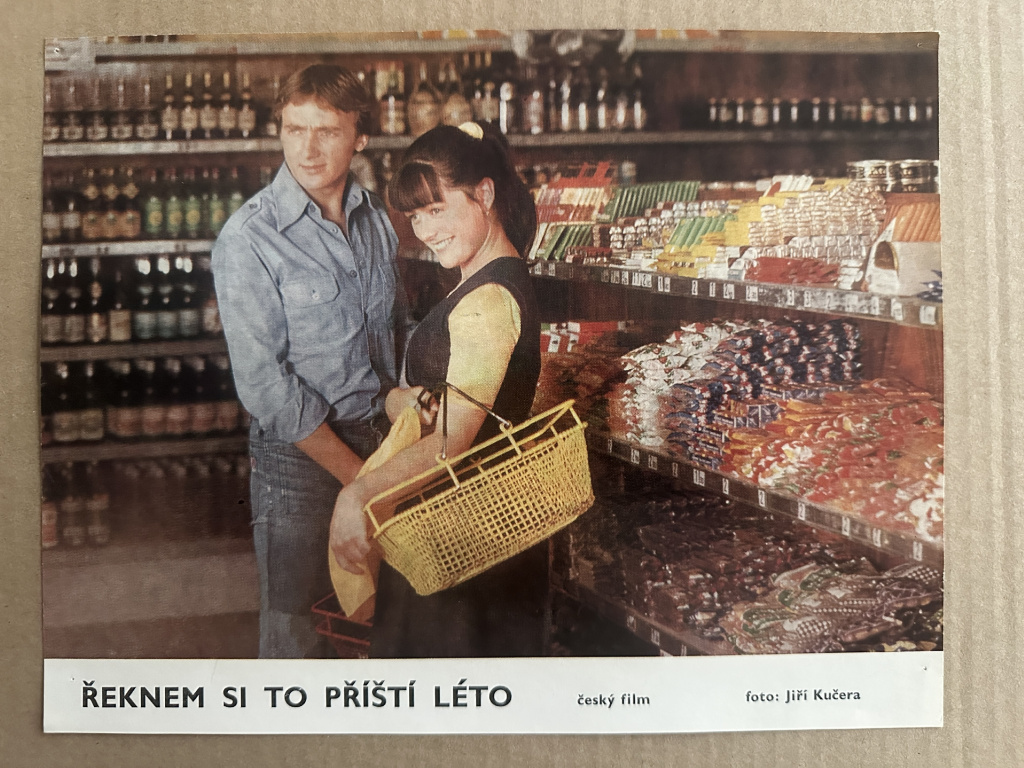 ŘEKNEM SI TO PŘÍŠTÍ LÉTO český film foto: Jiří Kučera